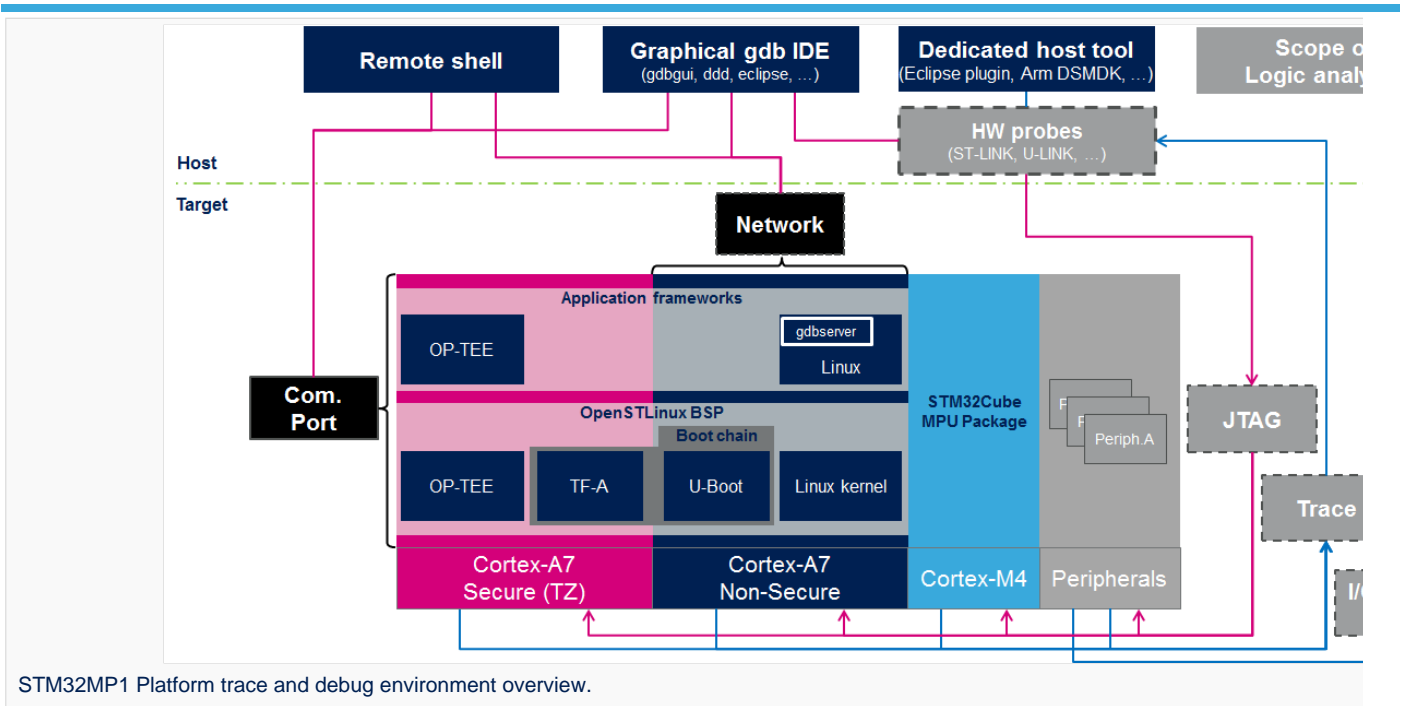 Remote shell
Graphical gdb IDE
(gdbgui, ddd, eclipse, …)
Dedicated host tool
(Eclipse plugin, Arm DSMDK, …)
Scope
Logic
HW probes
(ST-LINK, U-LINK, …)
Host
Target
Network
Application frameworks
OP-TEE
gdbserver
Linux
Com.
Port
OpenSTLinux BSP
Boot chain
OP-TEE
TF-A
U-Boot
Linux kernel
STM32Cube
MPU Package
Periph.A
JTAG
Trace
Cortex-A7
Secure (TZ)
Cortex-A7
Non-Secure
Cortex-M4
Peripherals
STM32MP1 Platform trace and debug environment overview.